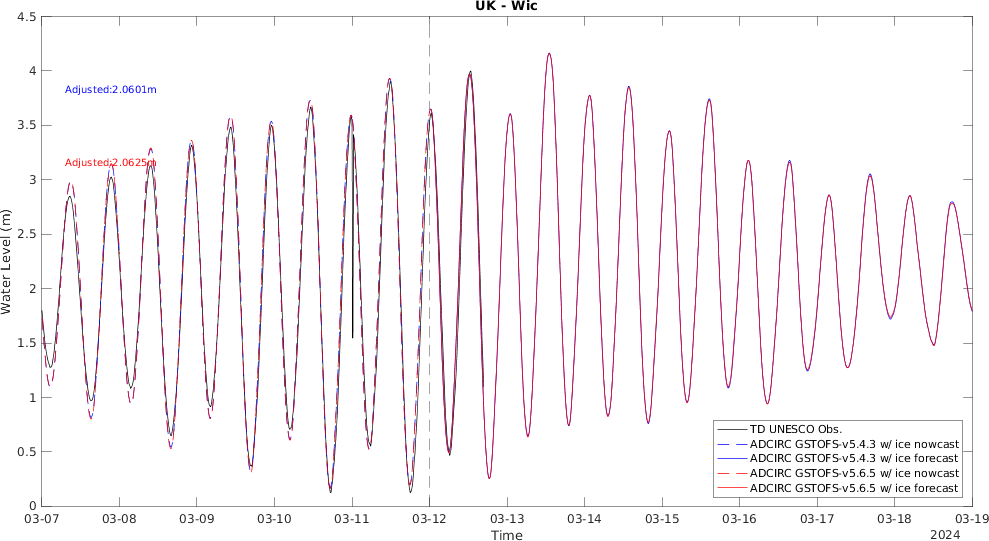 UK - Wic
4.5
4
3.5
3
2.5
2
1.5
1
0.5
0
Water Level (m)
Adjusted:2.0601m
Adjusted:2.0625m
TD UNESCO Obs.
ADCIRC GSTOFS-v5.4.3 w/ ice nowcast
ADCIRC GSTOFS-v5.4.3 w/ ice forecast
ADCIRC GSTOFS-v5.6.5 w/ ice nowcast
ADCIRC GSTOFS-v5.6.5 w/ ice forecast
03-07 03-08 03-09 03-10 03-11 03-12 03-13 03-14 03-15 03-16 03-17 03-18 03-19
Time
2024